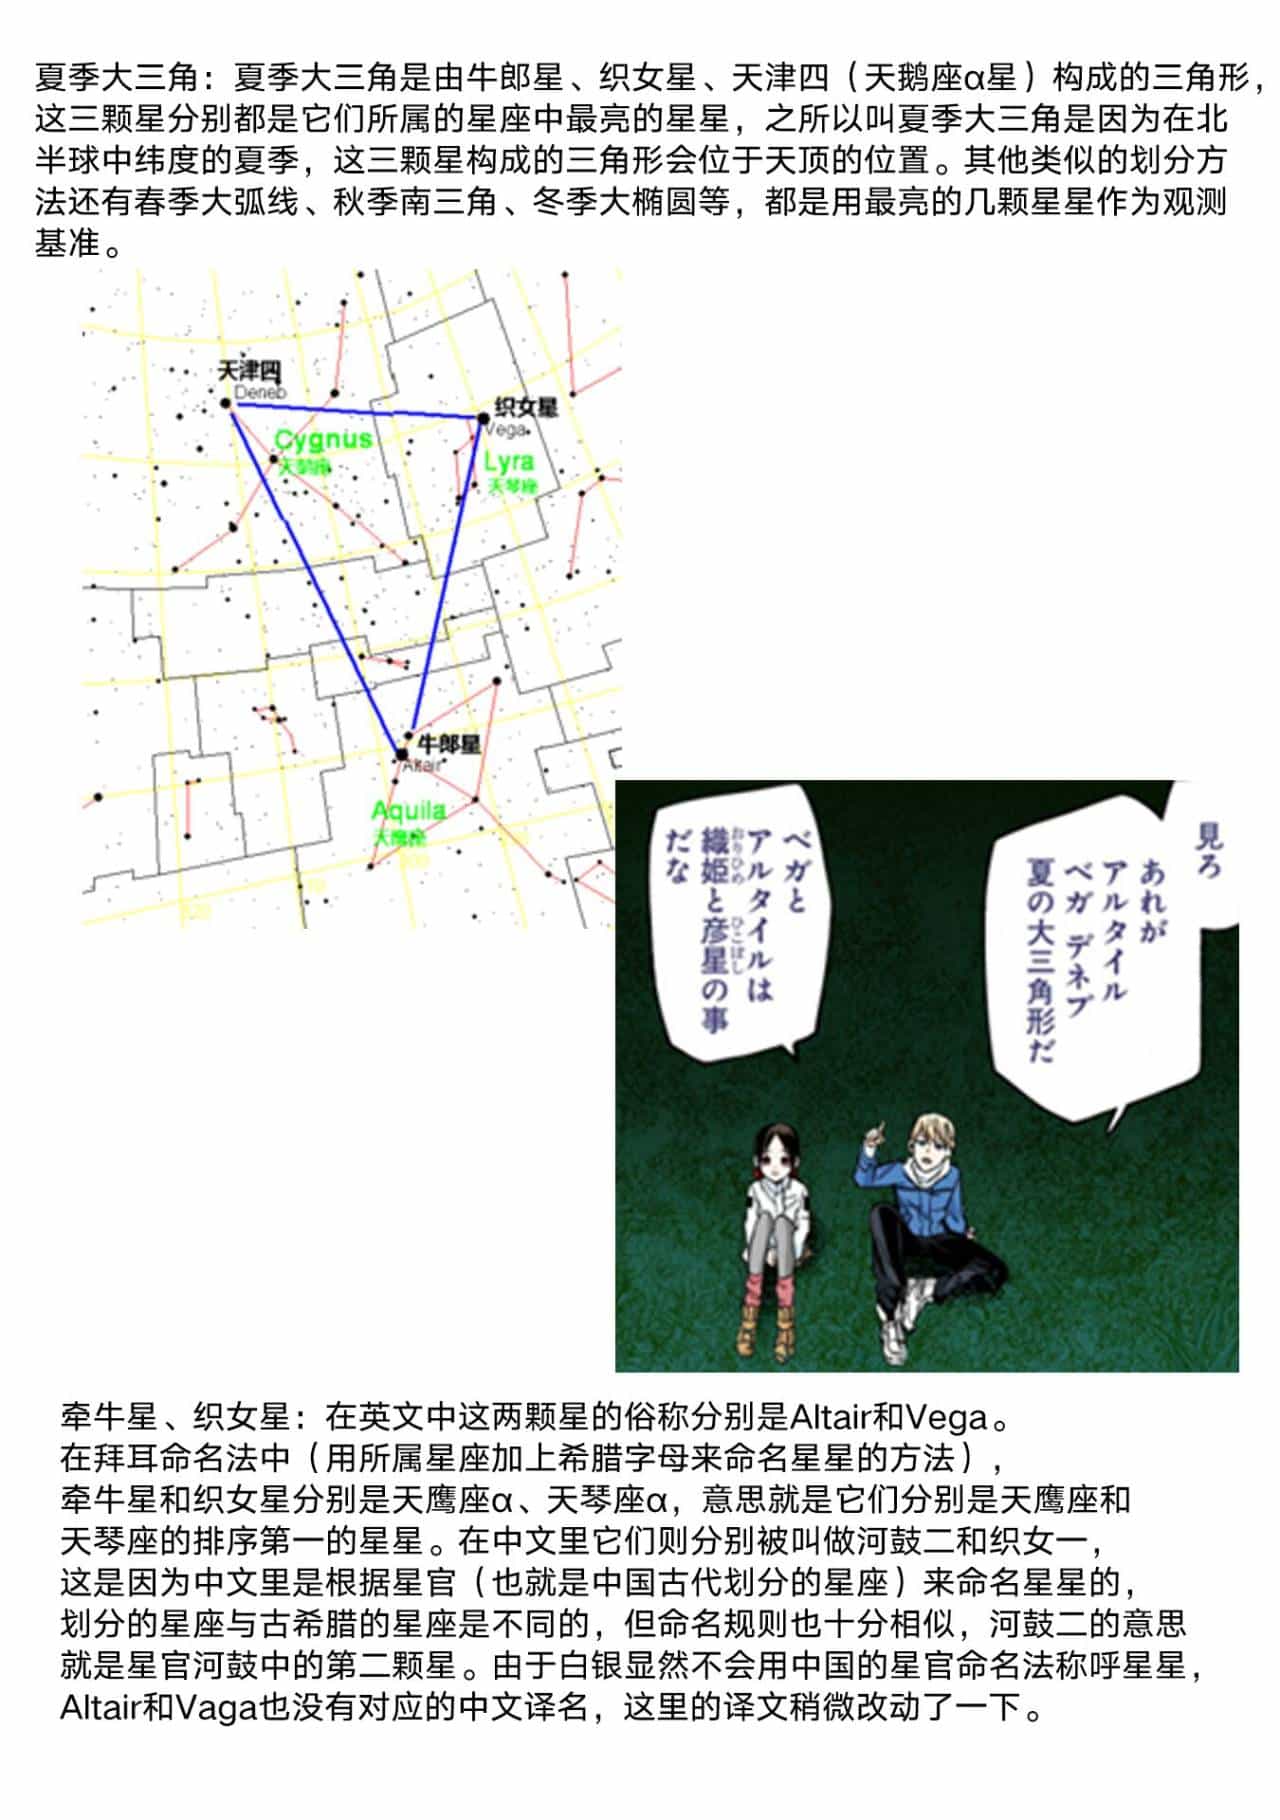 夏季大三角：夏季大三角是由牛郎星、织女星、天津四（天鹅座α星）构成的三角形，
这三颗星分别都是它们所属的星座中最亮的星星，之所以叫夏季大三角是因为在北
半球中纬度的夏季，这三颗星构成的三角形会位于天顶的位置。其他类似的划分方
法还有春季大弧线、秋季南三角、冬季大椭圆等，都是用最亮的几颗星星作为观测
基准。
天津四
Deneb
织女星
Vega
Cygnus
天鹅座
Lyra
天琴座
牛郎星
Altair
Aquila
天鹰座
300
320
見ろ
あれが
アルタイル
ベガ デネブ
夏の大三角形だ
ベガと
アルタイルは
織姫と彦星の事
おりひめ
ひこぼし
だな
牵牛星、织女星：在英文中这两颗星的俗称分别是Altair和Vega。
在拜耳命名法中（用所属星座加上希腊字母来命名星星的方法），
牵牛星和织女星分别是天鹰座α、天琴座α，意思就是它们分别是天鹰座和
天琴座的排序第一的星星。在中文里它们则分别被叫做河鼓二和织女一，
这是因为中文里是根据星官（也就是中国古代划分的星座）来命名星星的，
划分的星座与古希腊的星座是不同的，但命名规则也十分相似，河鼓二的意思
就是星官河鼓中的第二颗星。由于白银显然不会用中国的星官命名法称呼星星，
Altair和Vaga也没有对应的中文译名，这里的译文稍微改动了一下。